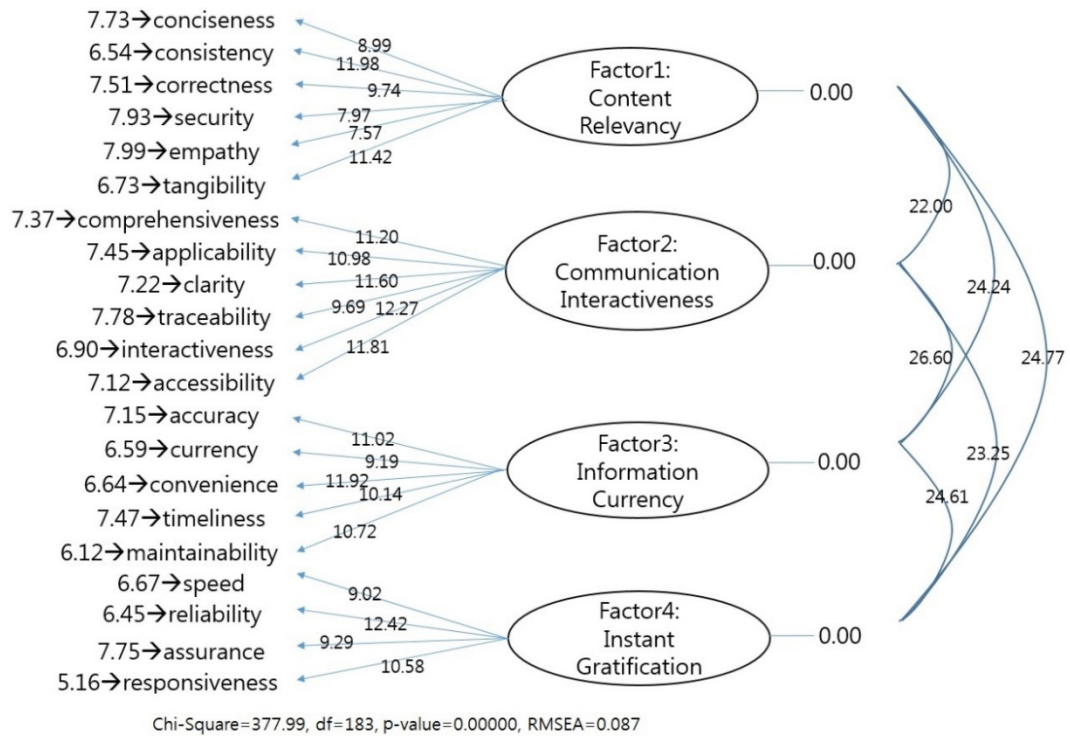 7.73→conciseness
6.54→consistency
7.51→correctness
7.93→security
7.99→empathy
6.73→tangibility
8.99
11.98
9.74
7.97
7.57
11.42
Factor1:
Content
Relevancy
0.00
7.37→comprehensiveness
7.45→applicability
7.22→clarity
7.78→traceability
6.90→interactiveness
7.12→accessibility
11.20
10.98
11.60
9.69
12.27
11.81
Factor2:
Communication
Interactiveness
0.00
7.15→accuracy
6.59→currency
6.64→convenience
7.47→timeliness
6.12→maintainability
11.02
9.19
11.92
10.14
10.72
Factor3:
Information
Currency
0.00
6.67→speed
6.45→reliability
7.75→assurance
5.16→responsiveness
9.02
12.42
9.29
10.58
Factor4:
Instant
Gratification
0.00
22.00
24.24
26.60
24.77
23.25
24.61
Chi-Square=377.99, df=183, p-value=0.00000, RMSEA=0.087